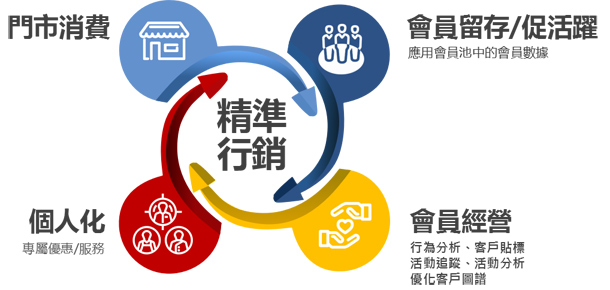 門市消費
會員留存/促活躍
應用會員池中的會員數據
精準
行銷
個人化
專屬優惠/服務
會員經營
行為分析、客戶貼標
活動追蹤、活動分析
優化客戶圖譜